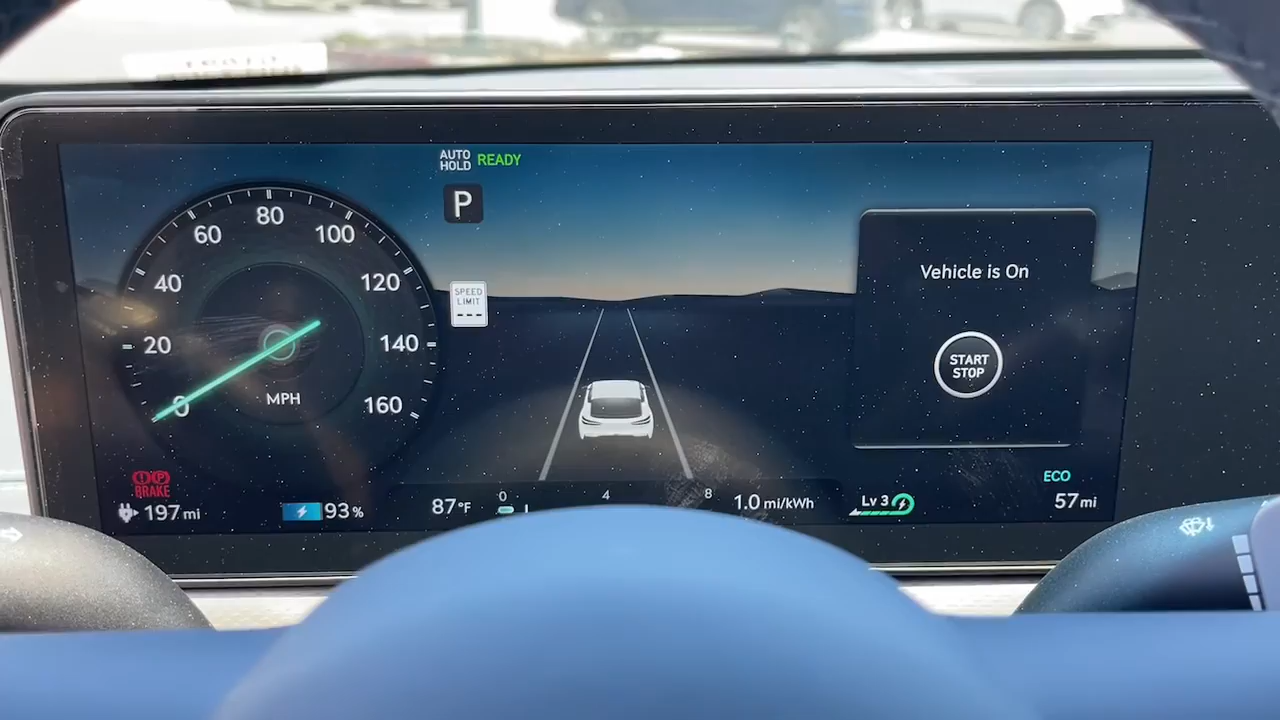 AUTO
HOLD READY
P
80
60 100
40 120
20 140
0 160
MPH
SPEED
LIMIT
---
Vehicle is On
START
STOP
BRAKE
197 mi
93 %
87°F
0 4 8
1.0 mi/kWh
Lv 3
ECO
57 mi